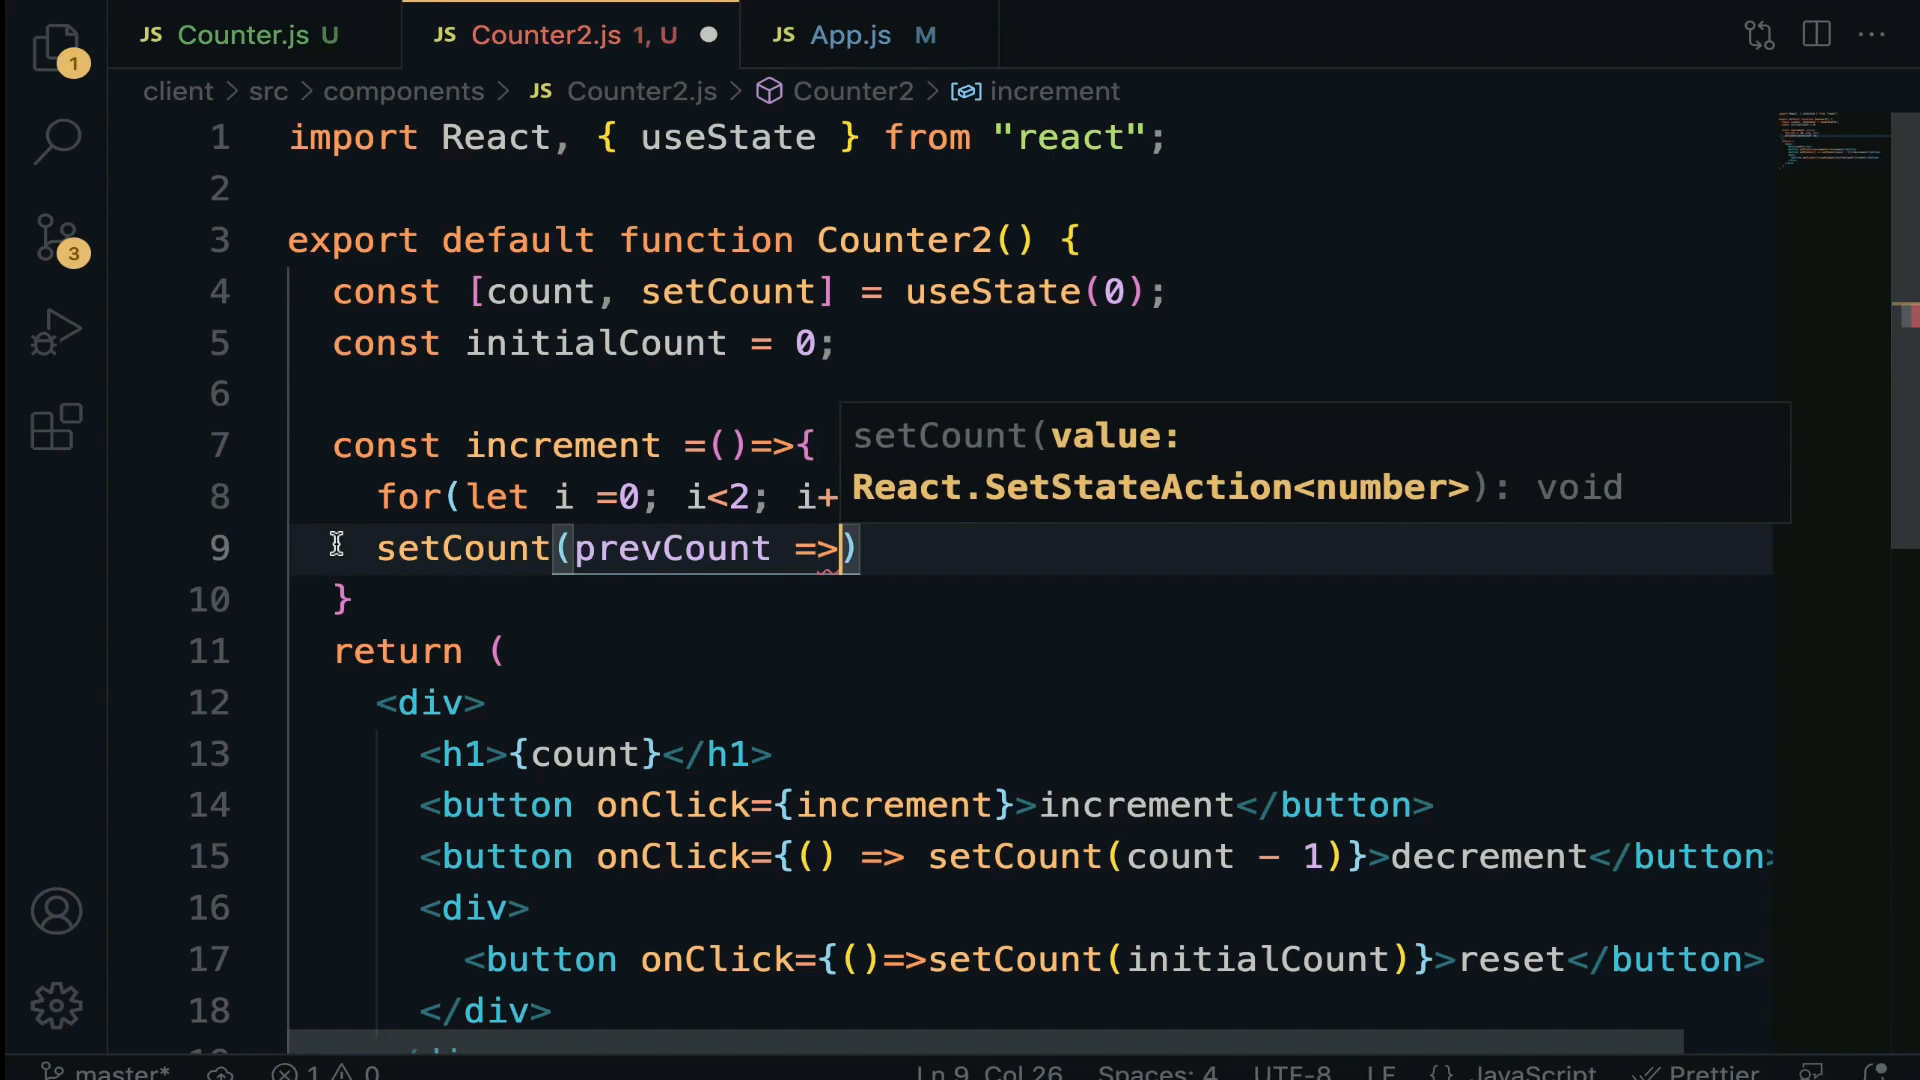 1
3
JS Counter.js U
JS Counter2.js 1, U
JS App.js M
client > src > components > JS Counter2.js > Counter2 > increment
1 import React, { useState } from "react";
2
3 export default function Counter2() {
4 const [count, setCount] = useState(0);
5 const initialCount = 0;
6
7 const increment =()=>{
8 for(let i =0; i<2; i+
setCount(value:
React.SetStateAction<number>): void
9 setCount(prevCount =>)
10 }
11 return (
12 <div>
13 <h1>{count}</h1>
14 <button onClick={increment}>increment</button>
15 <button onClick={() => setCount(count - 1)}>decrement</button>
16 <div>
17 <button onClick={()=>setCount(initialCount)}>reset</button>
18 </div>
master* 1 0 Ln 9, Col 26 Spaces: 4 UTF-8 LF {} JavaScript Prettier